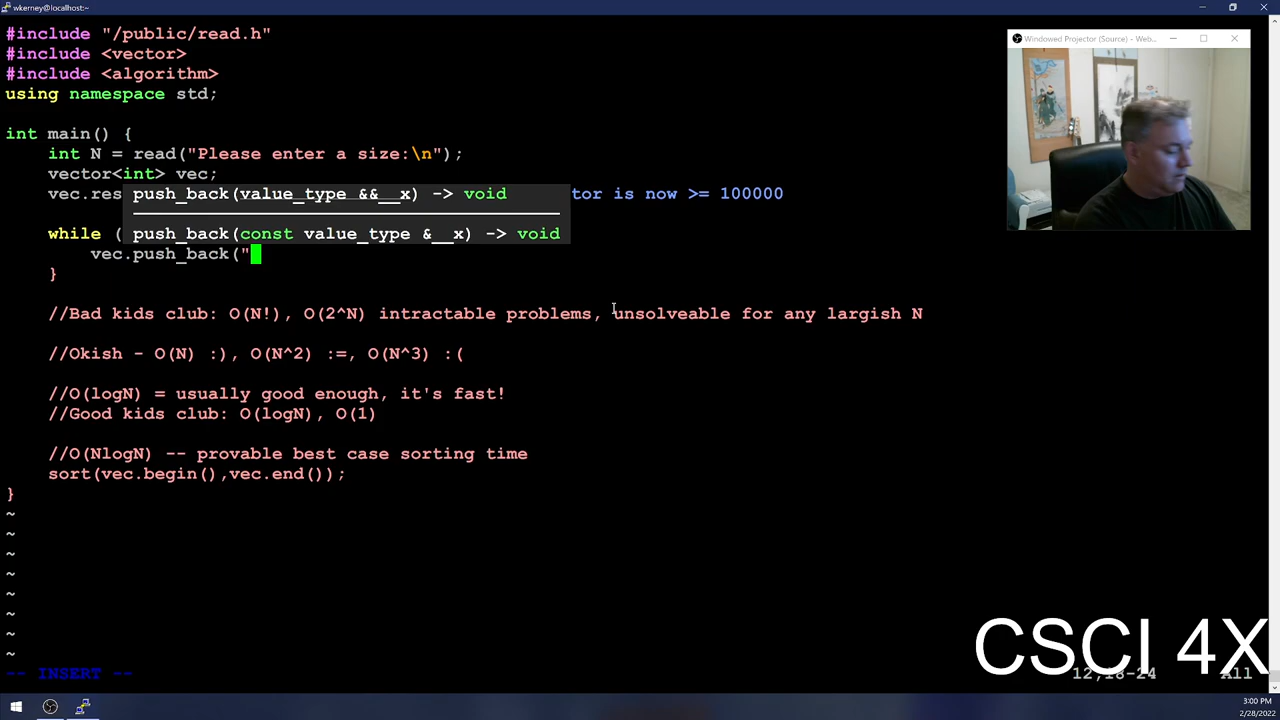 wkerney@localhost:~
#include "/public/read.h"
#include <vector>
#include <algorithm>
using namespace std;
int main() {
int N = read("Please enter a size:\n");
vector<int> vec;
vec.res
tor is now >= 100000
push_back(value_type &&__x) -> void
while (
push_back(const value_type &__x) -> void
vec.push_back("
}
//Bad kids club: O(N!), O(2^N) intractable problems, unsolveable for any largish N
//Okish - O(N) :), O(N^2) :=, O(N^3) :(
//O(logN) = usually good enough, it's fast!
//Good kids club: O(logN), O(1)
//O(NlogN) -- provable best case sorting time
sort(vec.begin(),vec.end());
}
~
~
~
~
~
~
~
~
-- INSERT --
12,18-24
All
Windowed Projector (Source) - Web...
CSCI 4X
3:00 PM
2/28/2022